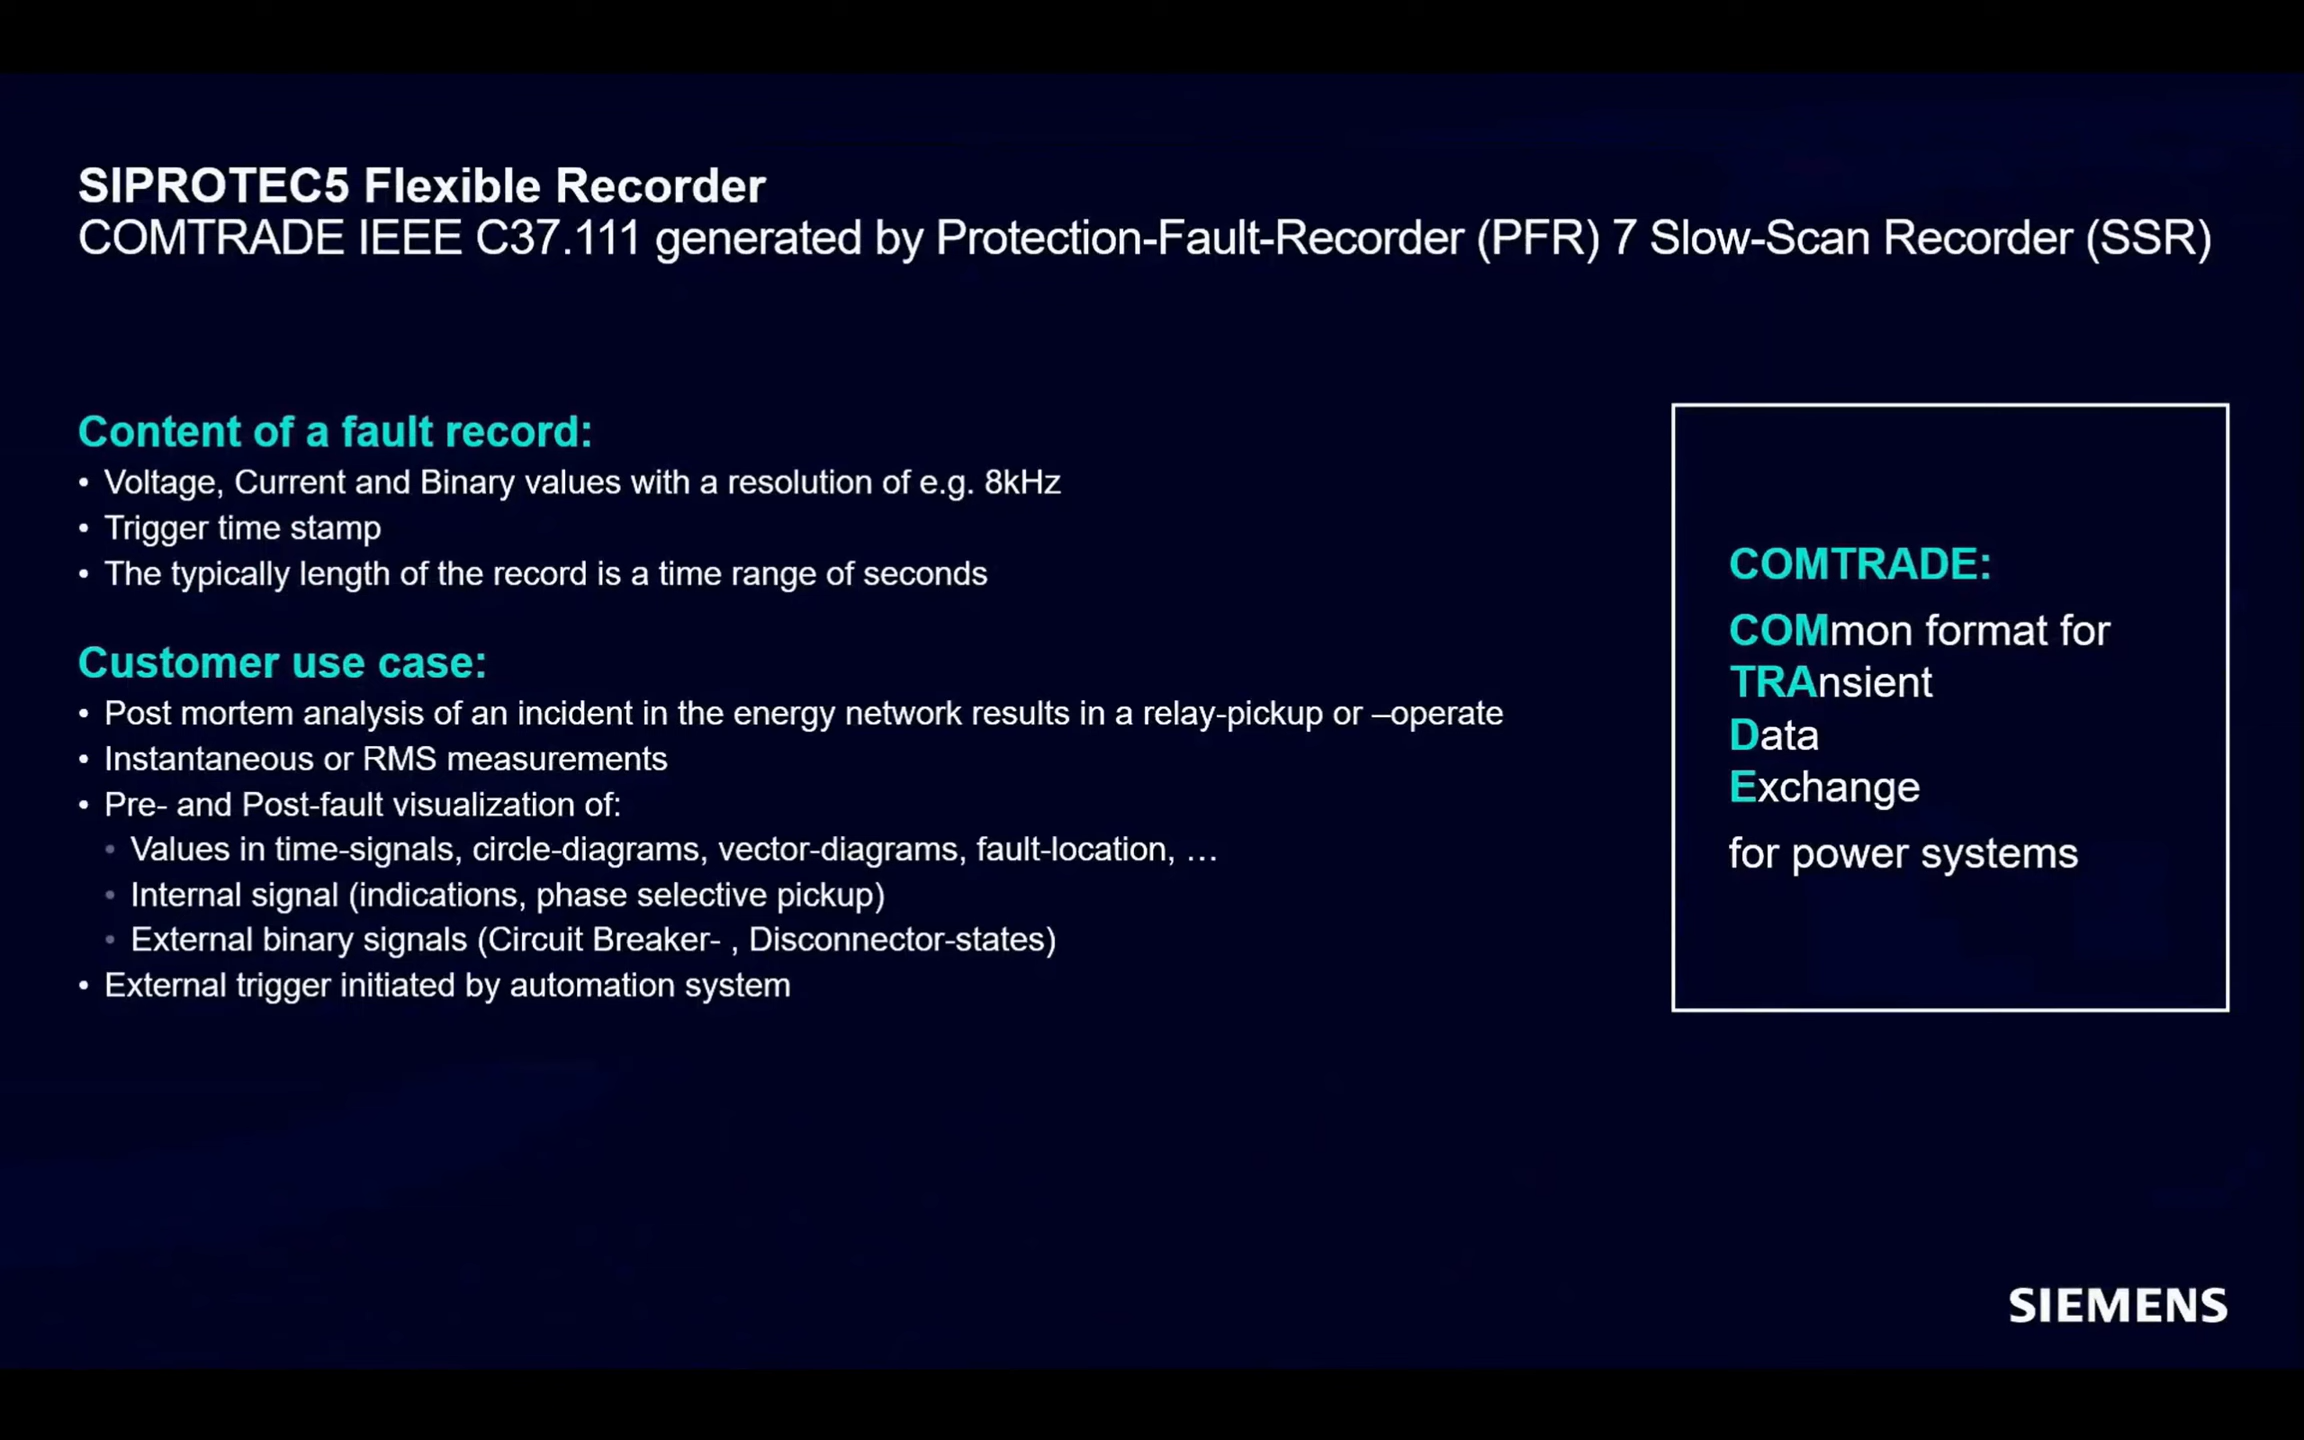 SIPROTEC5 Flexible Recorder
COMTRADE IEEE C37.111 generated by Protection-Fault-Recorder (PFR) 7 Slow-Scan Recorder (SSR)
Content of a fault record:
• Voltage, Current and Binary values with a resolution of e.g. 8kHz
• Trigger time stamp
• The typically length of the record is a time range of seconds
Customer use case:
• Post mortem analysis of an incident in the energy network results in a relay-pickup or –operate
• Instantaneous or RMS measurements
• Pre- and Post-fault visualization of:
• Values in time-signals, circle-diagrams, vector-diagrams, fault-location, …
• Internal signal (indications, phase selective pickup)
• External binary signals (Circuit Breaker- , Disconnector-states)
• External trigger initiated by automation system
COMTRADE:
COMmon format for
TRAnsient
Data
Exchange
for power systems
SIEMENS